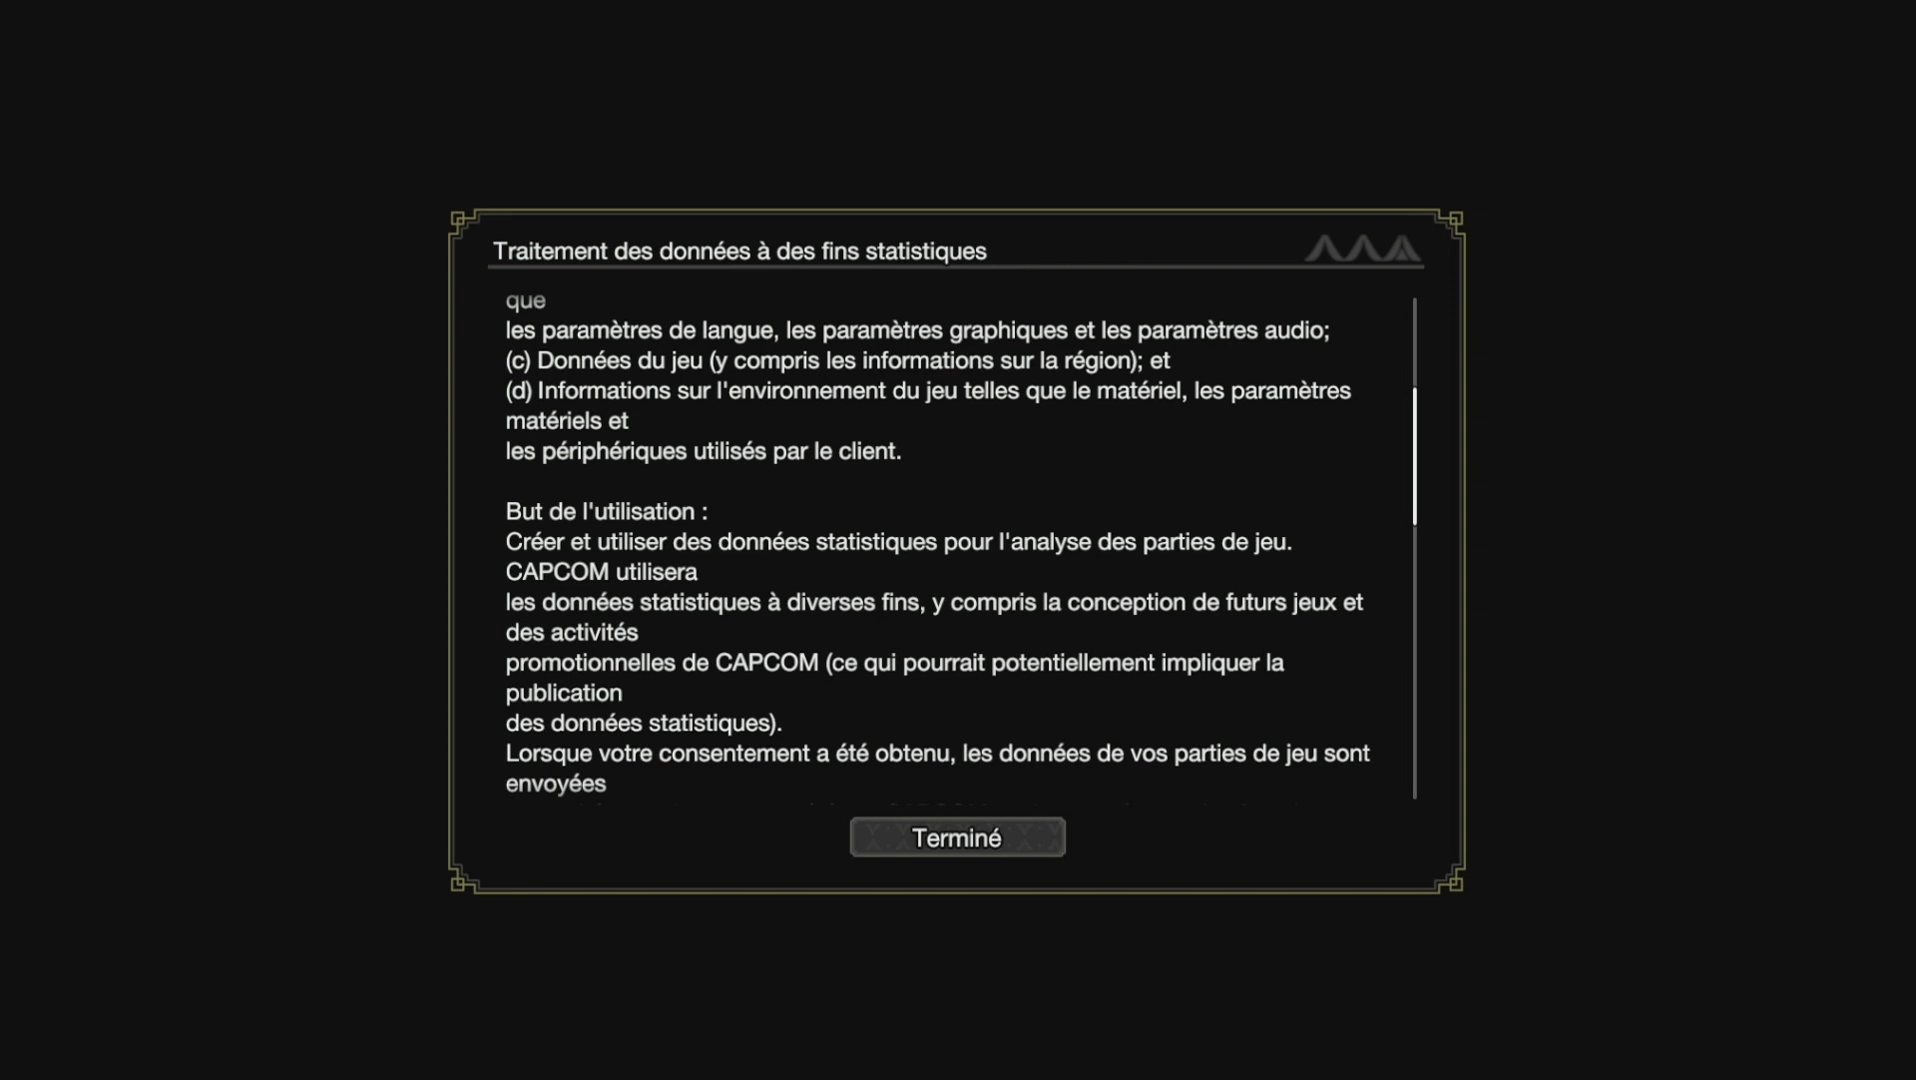 Traitement des données à des fins statistiques
que
les paramètres de langue, les paramètres graphiques et les paramètres audio;
(c) Données du jeu (y compris les informations sur la région); et
(d) Informations sur l'environnement du jeu telles que le matériel, les paramètres
matériels et
les périphériques utilisés par le client.
But de l'utilisation :
Créer et utiliser des données statistiques pour l'analyse des parties de jeu.
CAPCOM utilisera
les données statistiques à diverses fins, y compris la conception de futurs jeux et
des activités
promotionnelles de CAPCOM (ce qui pourrait potentiellement impliquer la
publication
des données statistiques).
Lorsque votre consentement a été obtenu, les données de vos parties de jeu sont
envoyées
Terminé